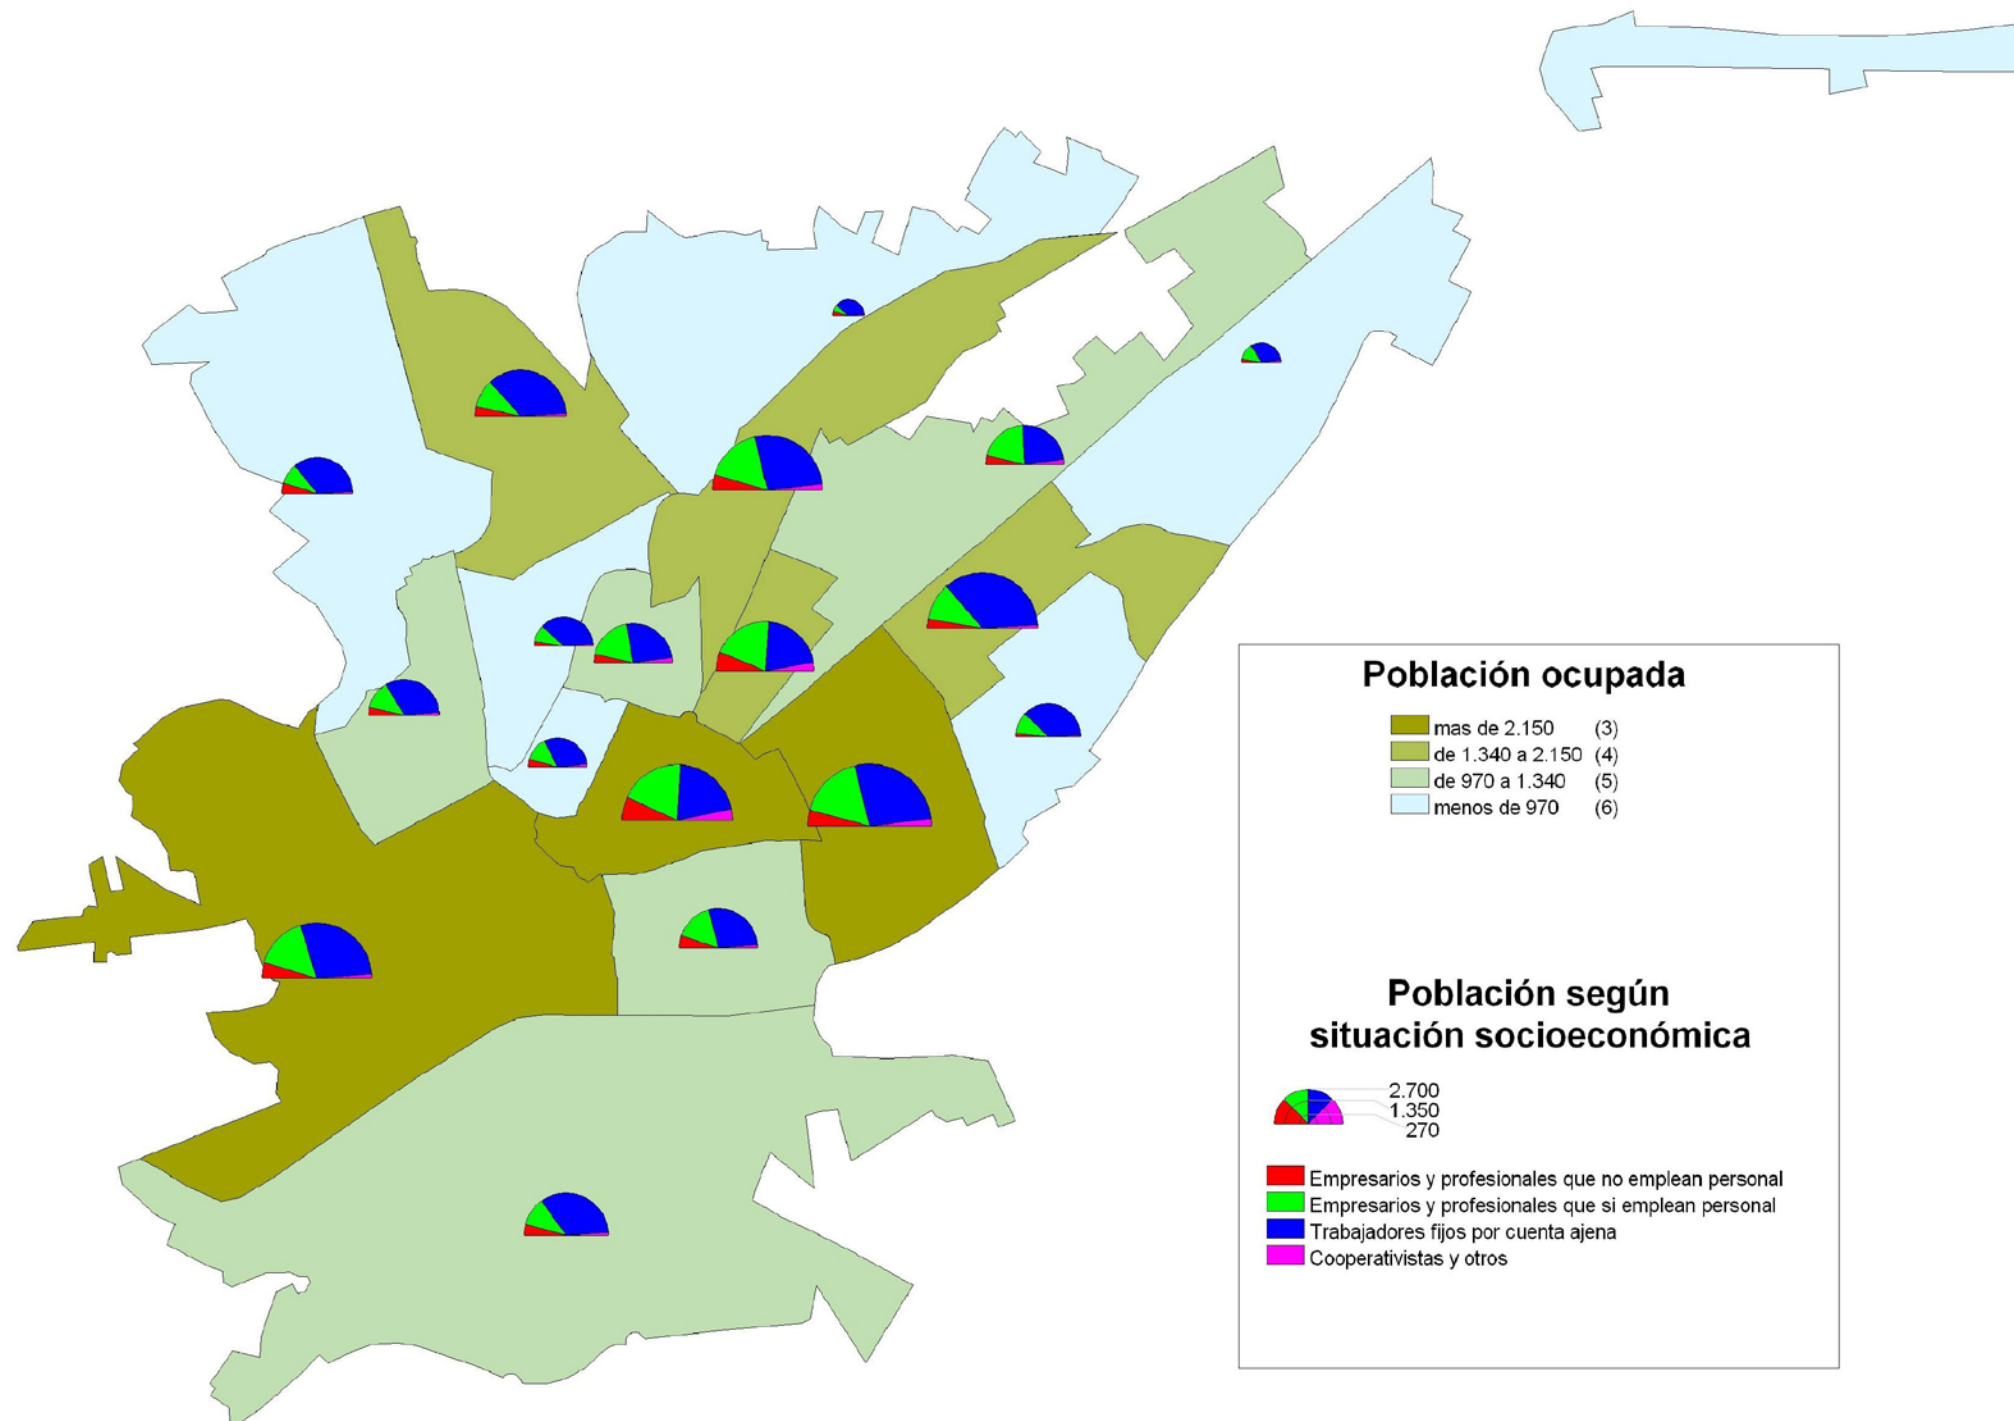 Población ocupada
mas de 2.150 (3)
de 1.340 a 2.150 (4)
de 970 a 1.340 (5)
menos de 970 (6)
Población según
situación socioeconómica
2.700
1.350
270
Empresarios y profesionales que no emplean personal
Empresarios y profesionales que si emplean personal
Trabajadores fijos por cuenta ajena
Cooperativistas y otros